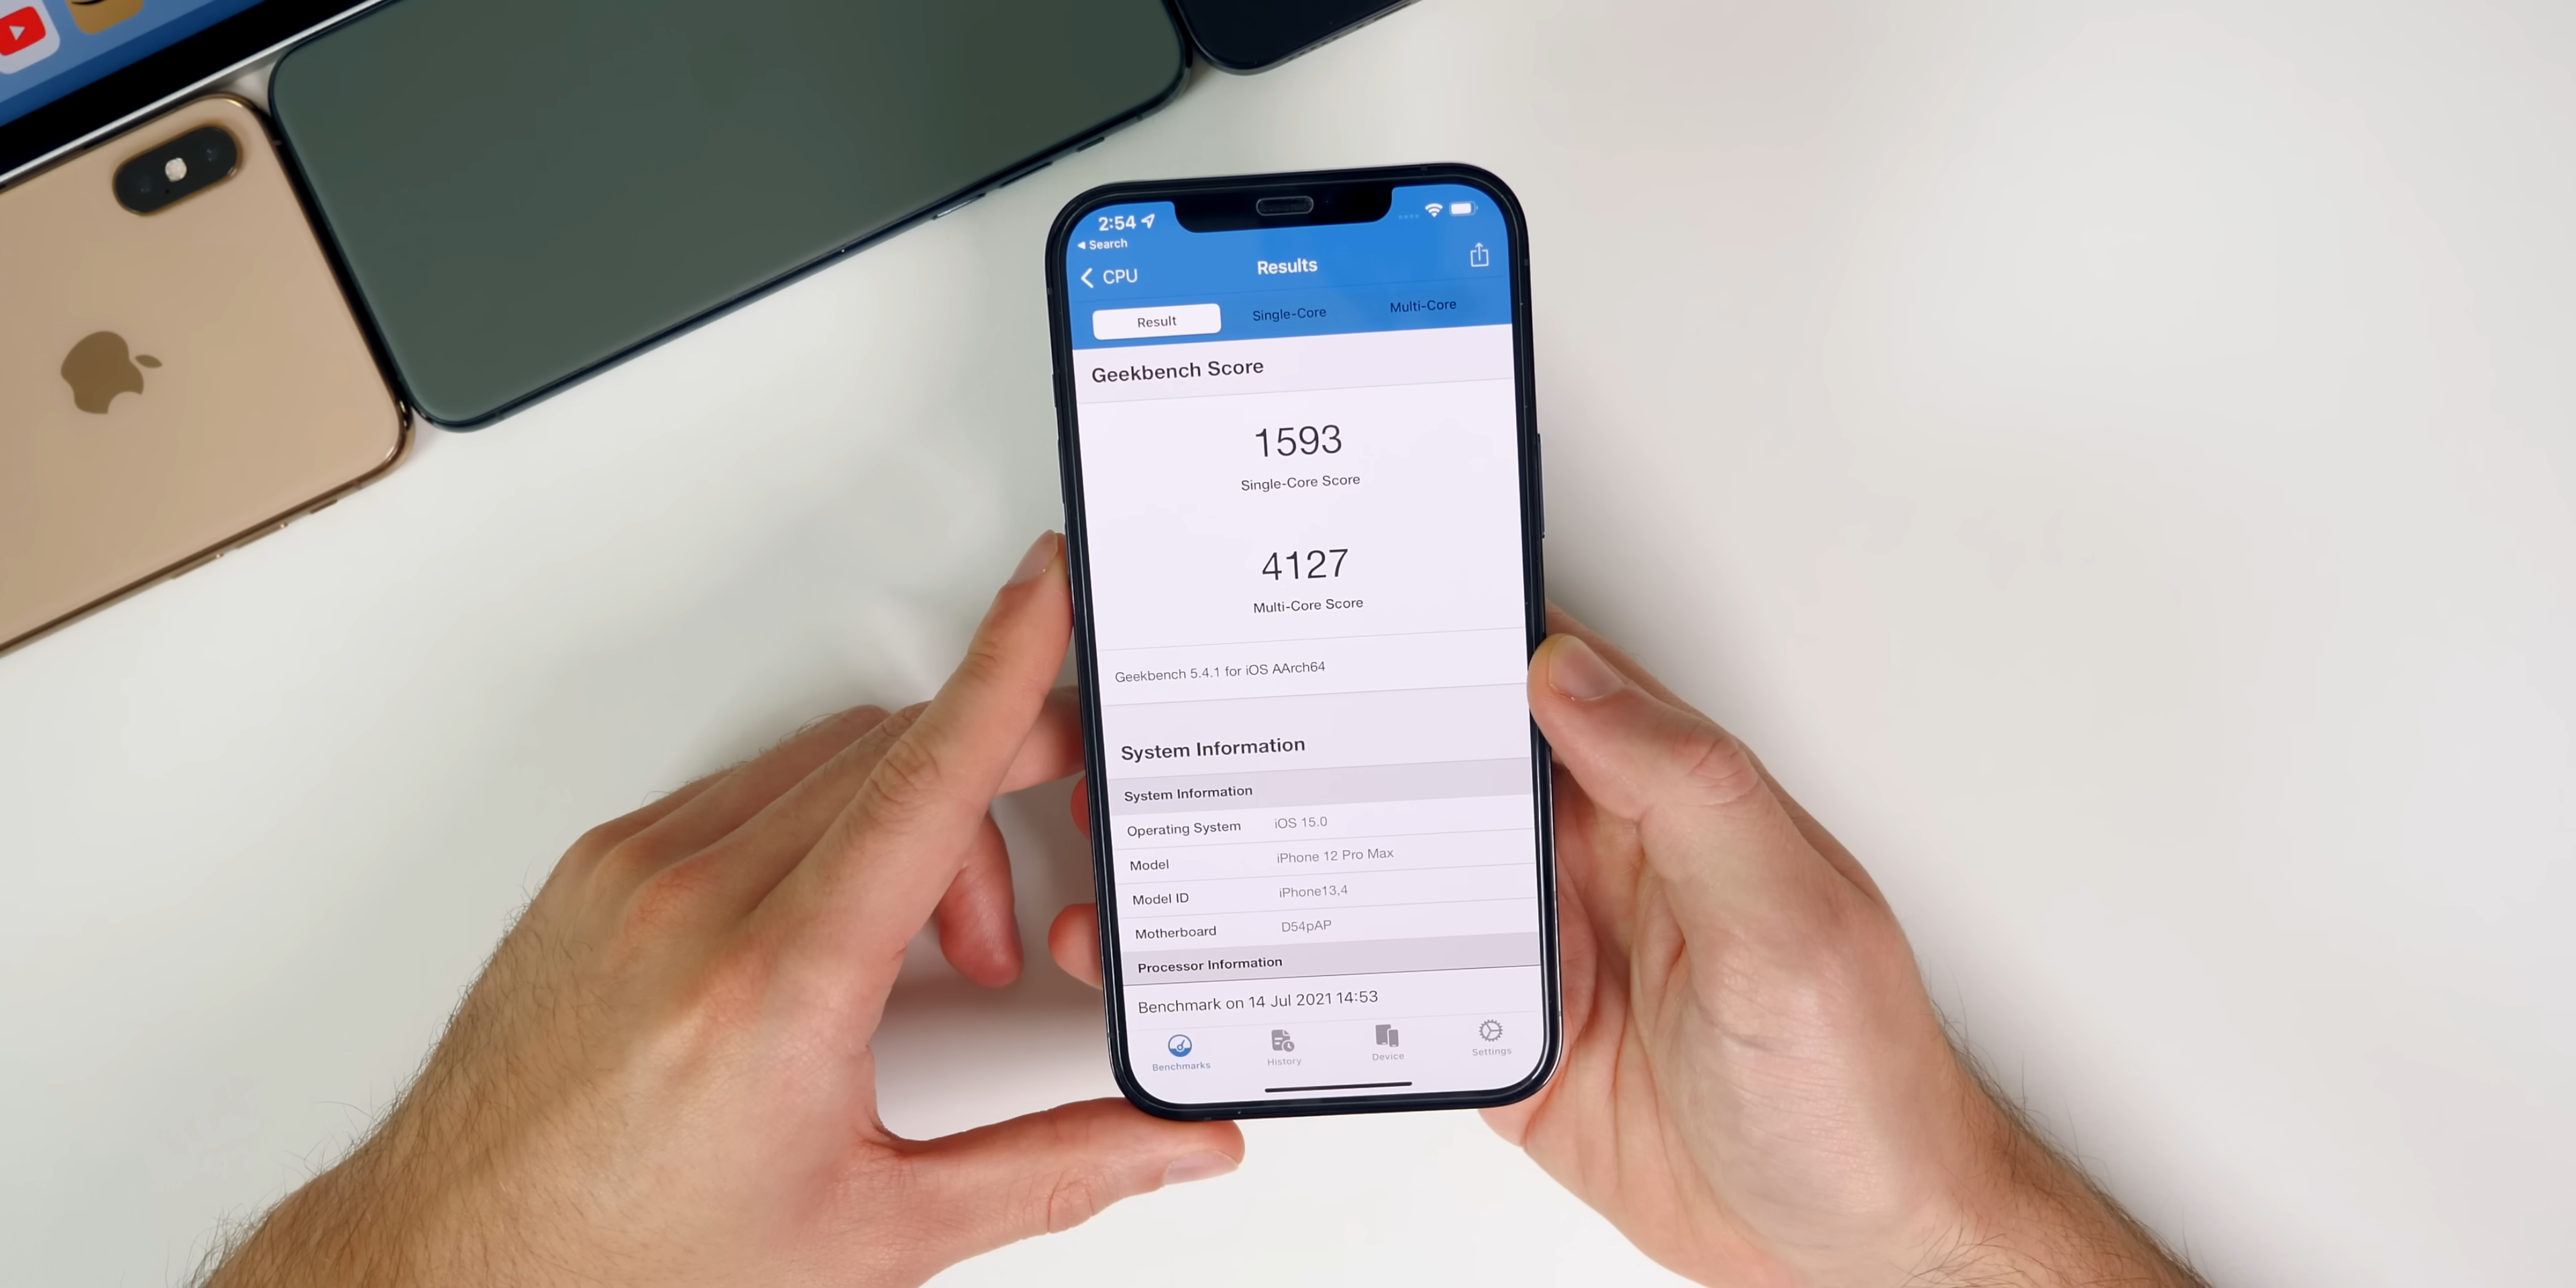 2:54
Search
CPU
Results
Result
Single-Core
Multi-Core
Geekbench Score
1593
Single-Core Score
4127
Multi-Core Score
Geekbench 5.4.1 for iOS AArch64
System Information
System Information
Operating System iOS 15.0
Model iPhone 12 Pro Max
Model ID iPhone13,4
Motherboard D54pAP
Processor Information
Benchmark on 14 Jul 2021 14:53
Benchmarks
History
Device
Settings